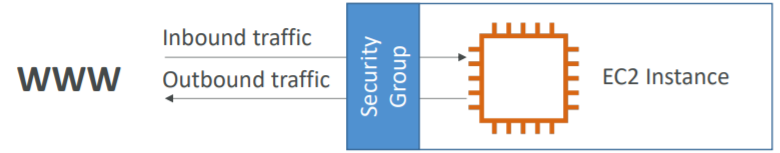 Inbound traffic
WWW
Outbound traffic
Security
Group
EC2 Instance